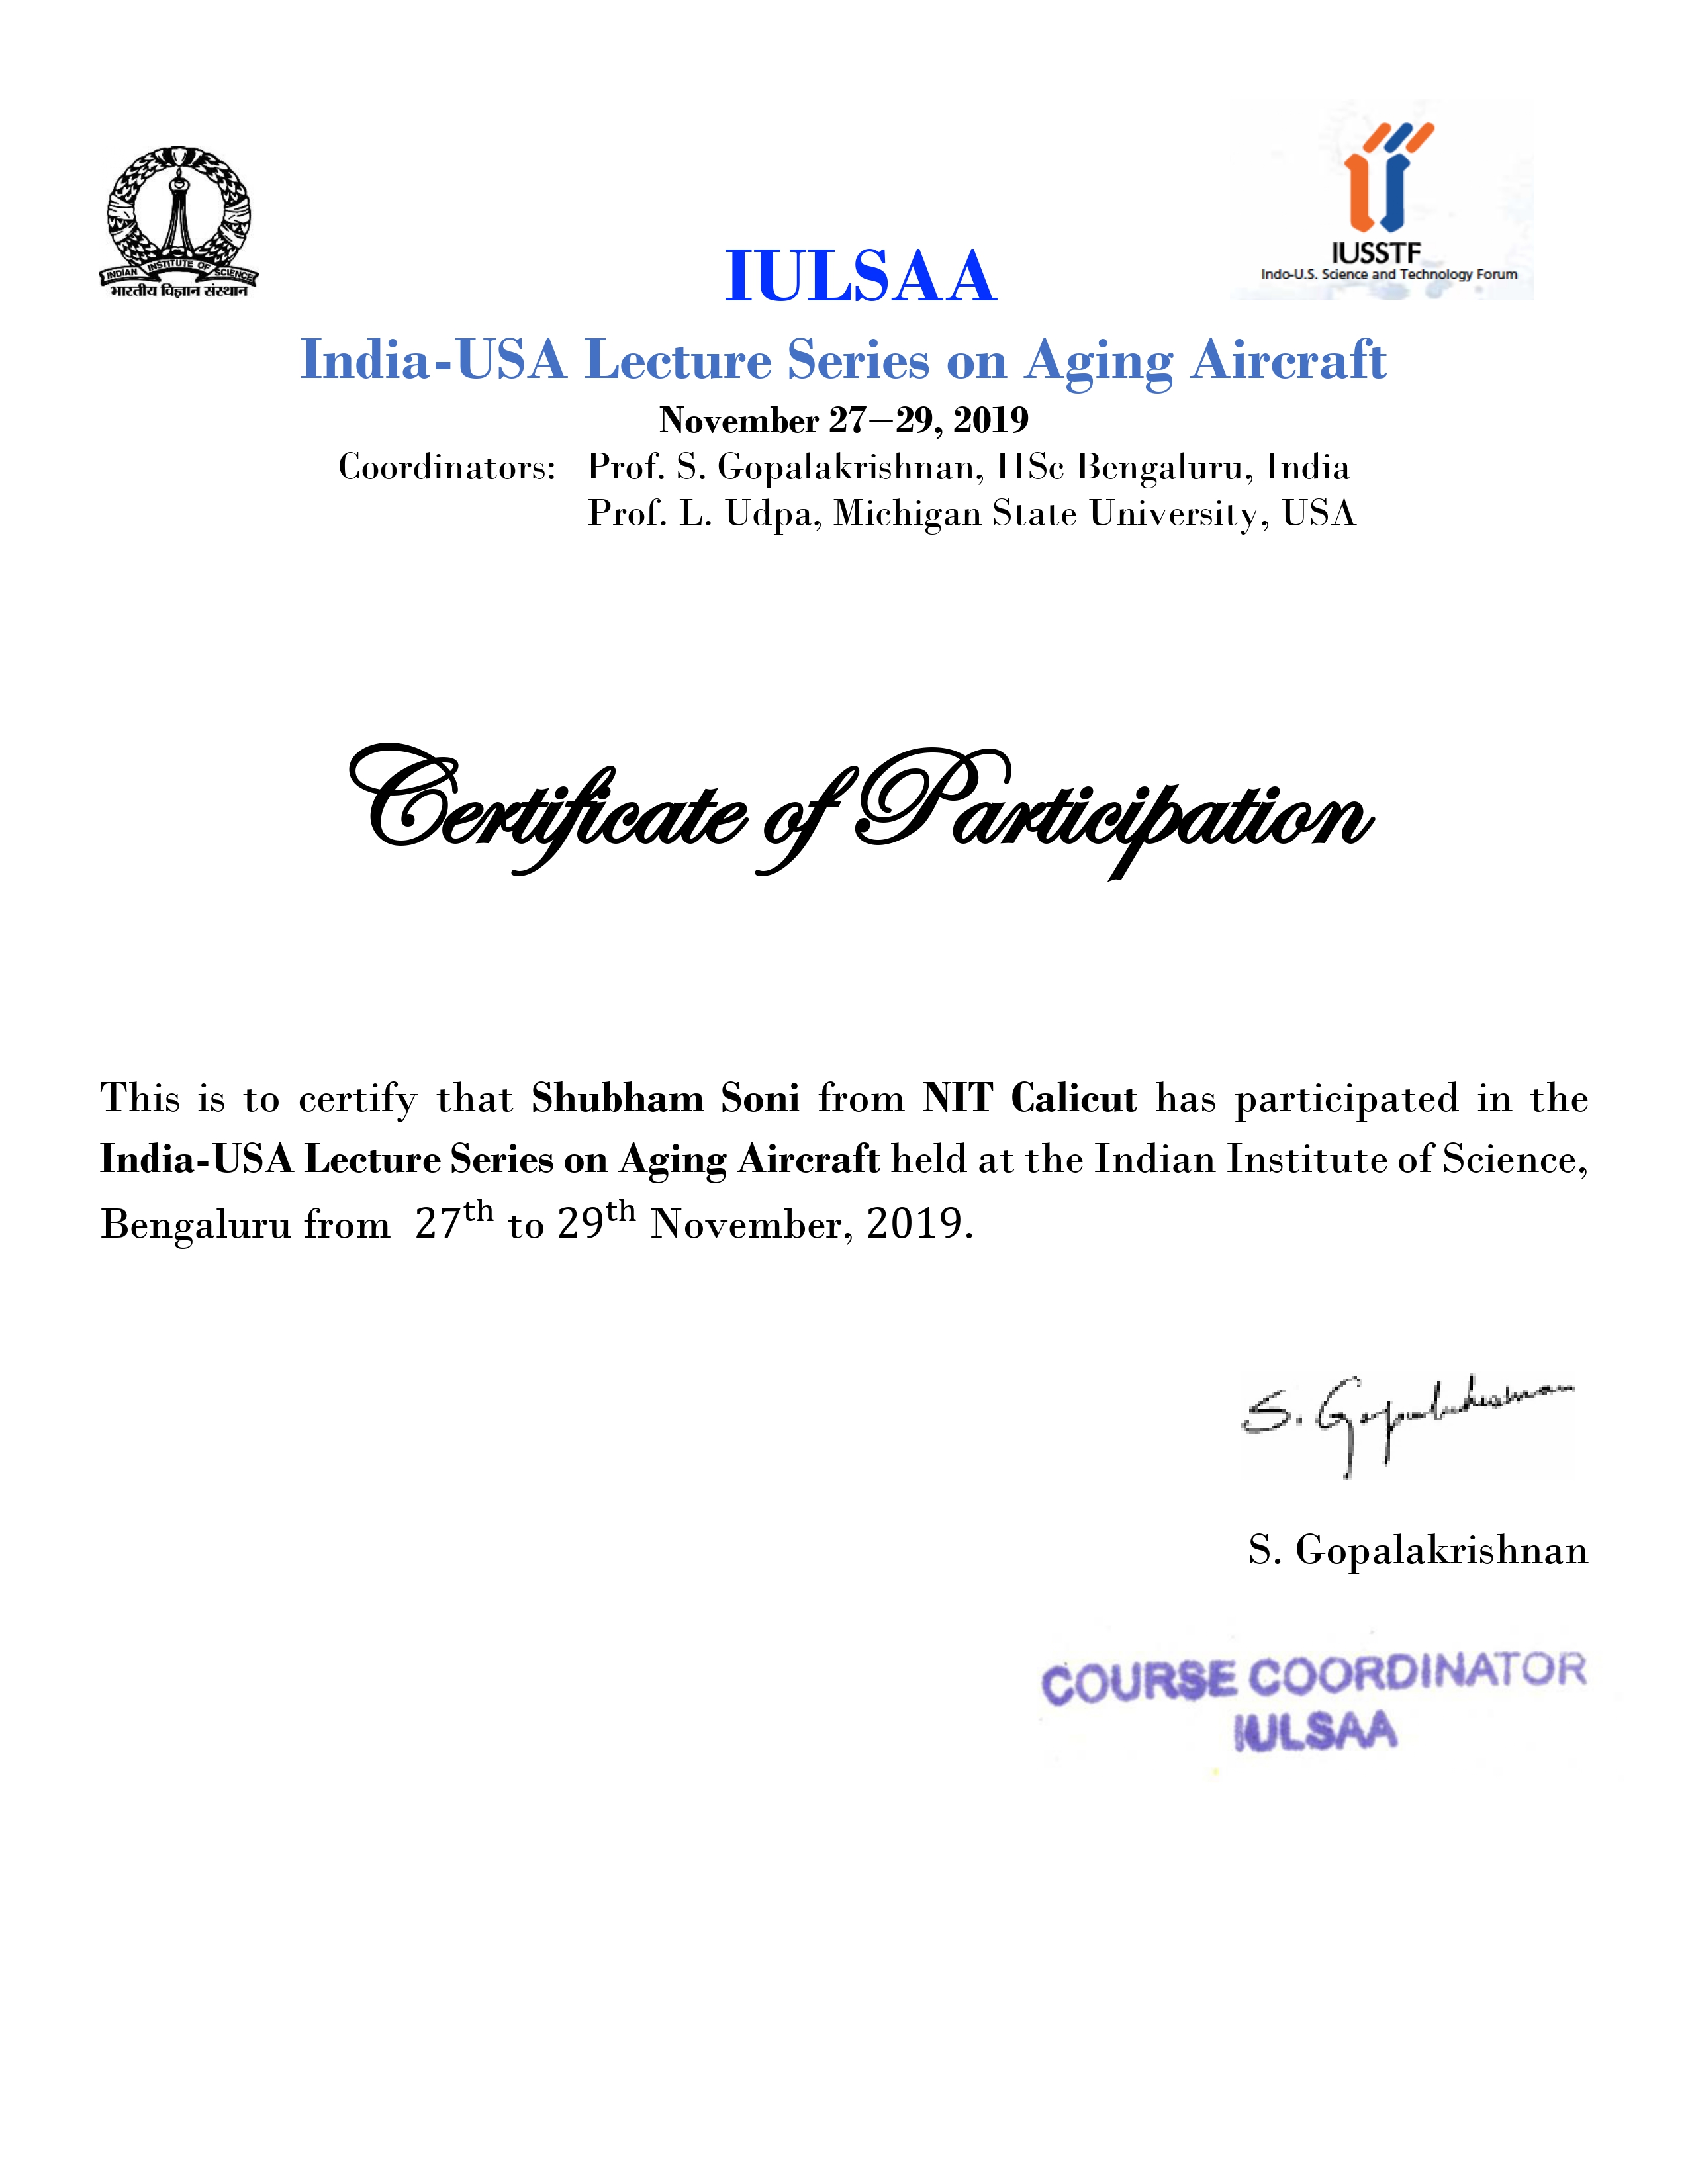 INDIAN INSTITUTE OF SCIENCE
भारतीय विज्ञान संस्थान
IUSSTF
Indo-U.S. Science and Technology Forum
IULSAA
India-USA Lecture Series on Aging Aircraft
November 27–29, 2019
Coordinators: Prof. S. Gopalakrishnan, IISc Bengaluru, India
Prof. L. Udpa, Michigan State University, USA
Certificate of Participation
This is to certify that Shubham Soni from NIT Calicut has participated in the
India-USA Lecture Series on Aging Aircraft held at the Indian Institute of Science,
Bengaluru from 27th to 29th November, 2019.
S. Gopalakrishnan
S. Gopalakrishnan
COURSE COORDINATOR
IULSAA